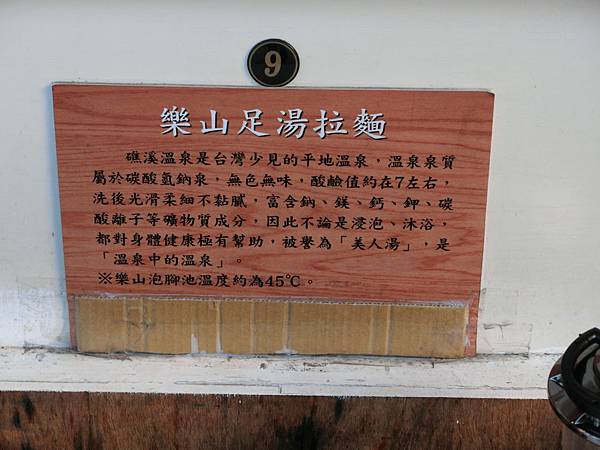 9
樂山足湯拉麵
礁溪溫泉是台灣少見的平地溫泉，溫泉泉質
屬於碳酸氫鈉泉，無色無味，酸鹼值約在7左右，
洗後光滑柔細不黏膩，富含鈉、鎂、鈣、鉀、碳
酸離子等礦物質成分，因此不論是浸泡、沐浴，
都對身體健康極有幫助，被譽為「美人湯」，是
「溫泉中的溫泉」。
※樂山泡腳池溫度約為45℃。